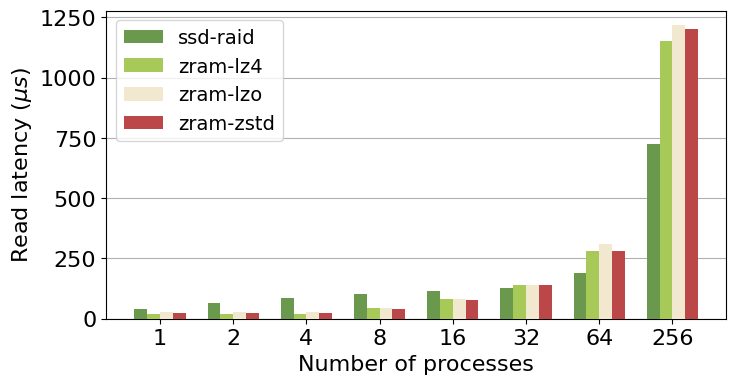 1250
1000
750
500
250
0
Read latency (μs)
ssd-raid
zram-lz4
zram-lzo
zram-zstd
1 2 4 8 16 32 64 256
Number of processes